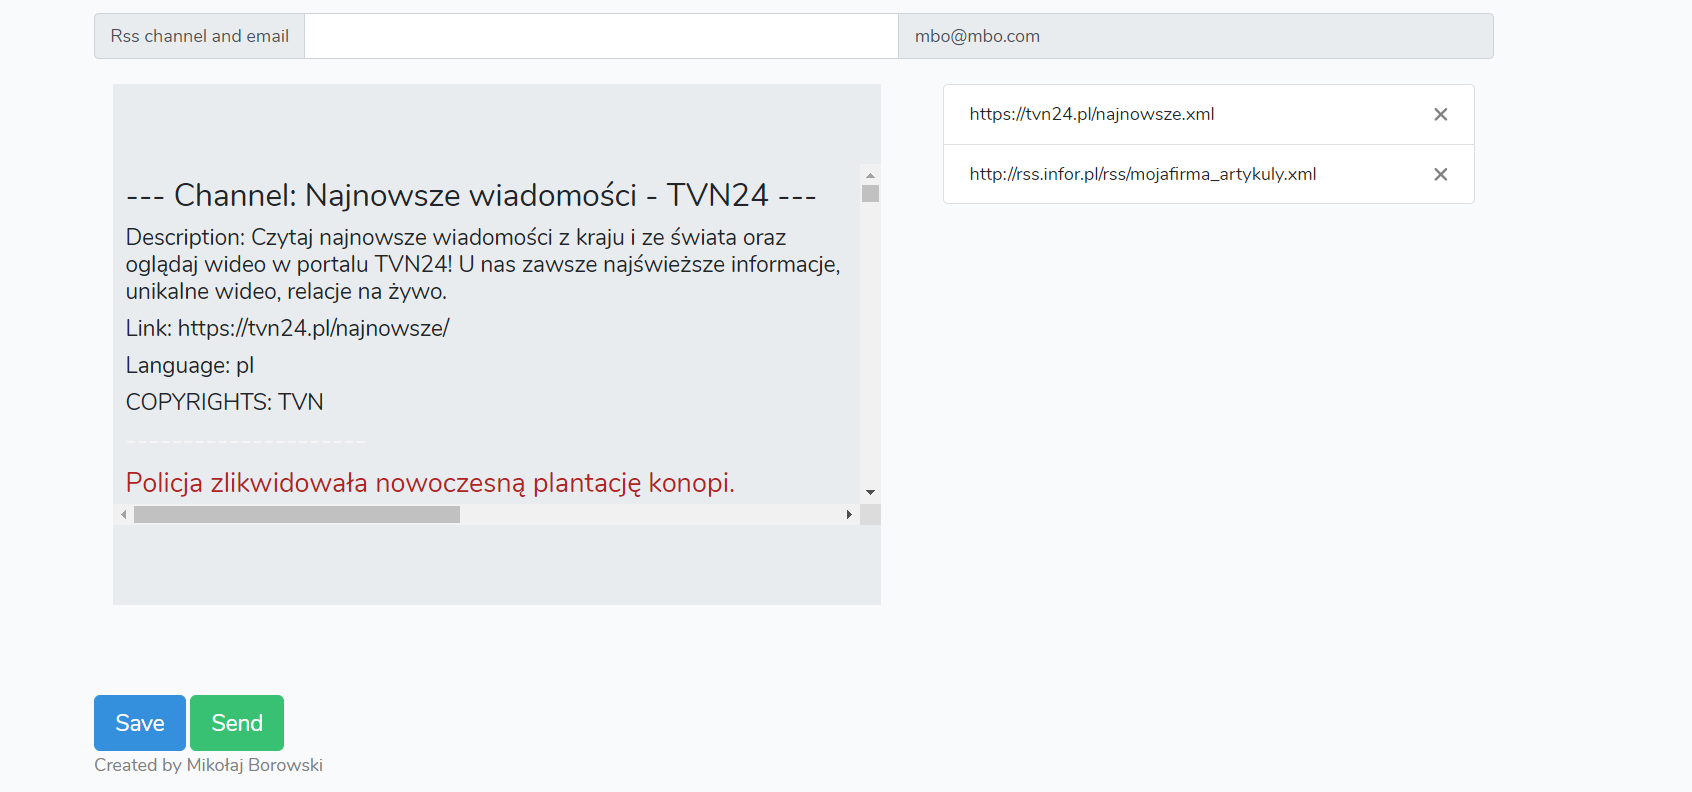 Rss channel and email
mbo@mbo.com
--- Channel: Najnowsze wiadomości - TVN24 ---
Description: Czytaj najnowsze wiadomości z kraju i ze świata oraz
oglądaj wideo w portalu TVN24! U nas zawsze najświeższe informacje,
unikalne wideo, relacje na żywo.
Link: https://tvn24.pl/najnowsze/
Language: pl
COPYRIGHTS: TVN
---------------------
Policja zlikwidowała nowoczesną plantację konopi.
https://tvn24.pl/najnowsze.xml
http://rss.infor.pl/rss/mojafirma_artykuly.xml
Save
Send
Created by Mikołaj Borowski